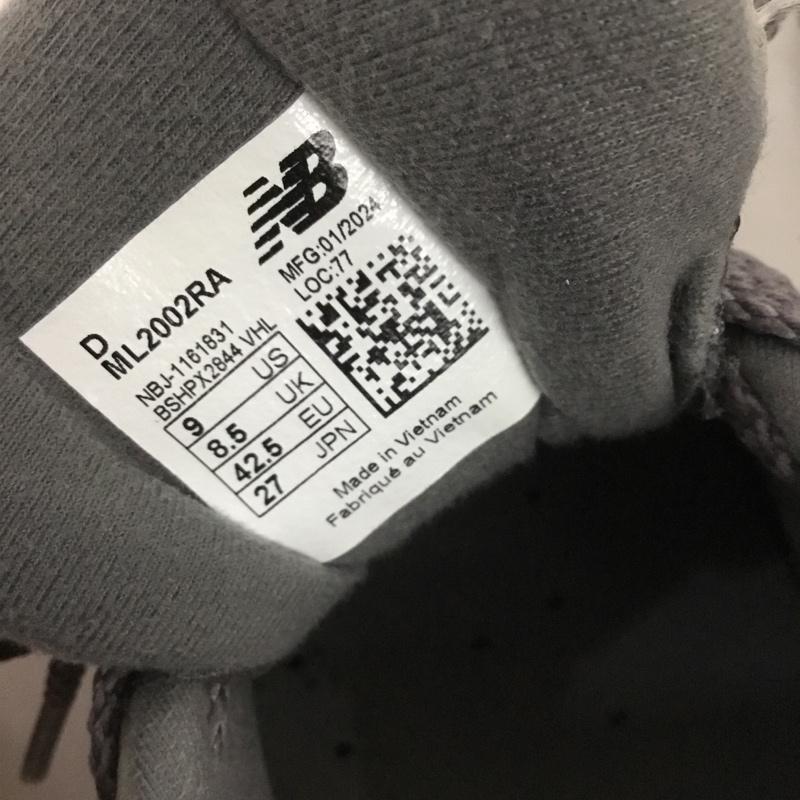 NB
MFG:01/2024
LOC:77
D
ML2002RA
NBJ-1161831
BSHPX2844 VHL
9 US
8.5 UK
42.5 EU
27 JPN
Made in Vietnam
Fabriqué au Vietnam